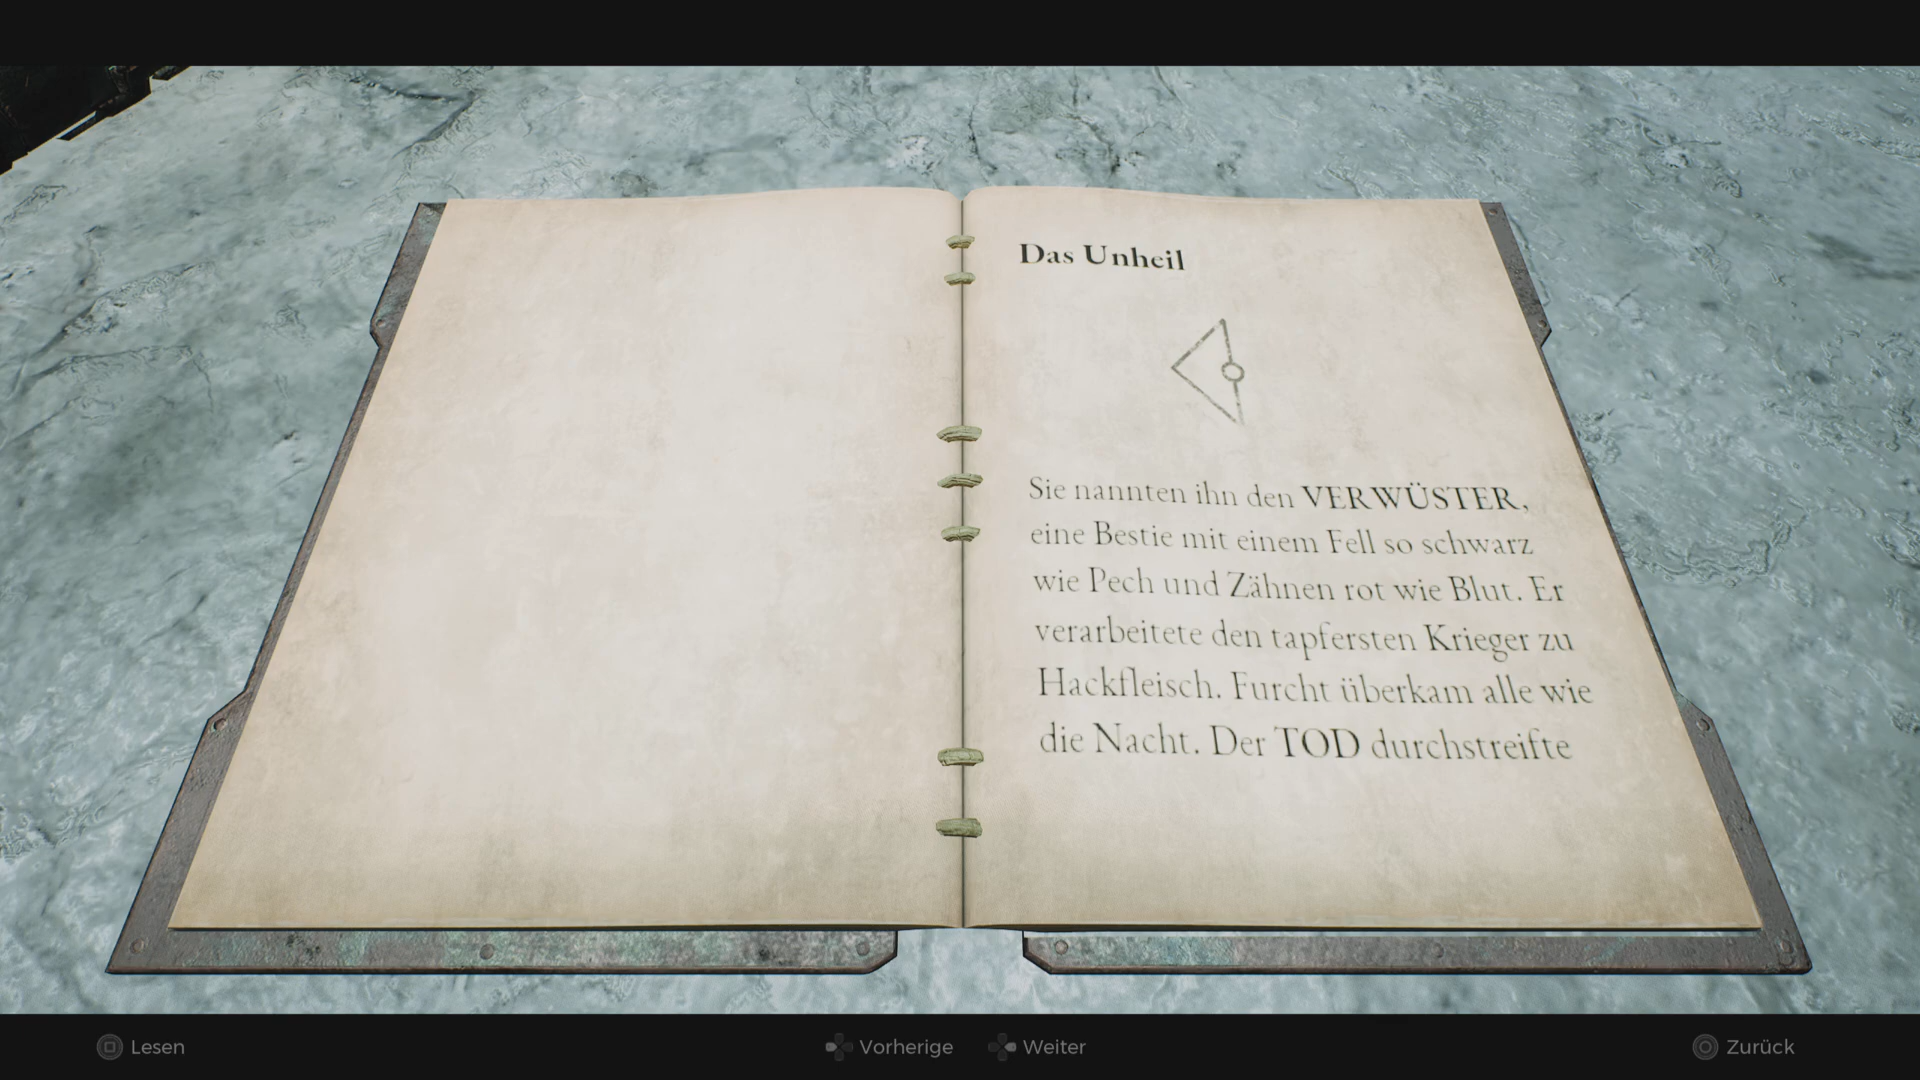 Das Unheil
Sie nannten ihn den VERWÜSTER,
eine Bestie mit einem Fell so schwarz
wie Pech und Zähnen rot wie Blut. Er
verarbeitete den tapfersten Krieger zu
Hackfleisch. Furcht überkam alle wie
die Nacht. Der TOD durchstreifte
Lesen
Vorherige
Weiter
Zurück